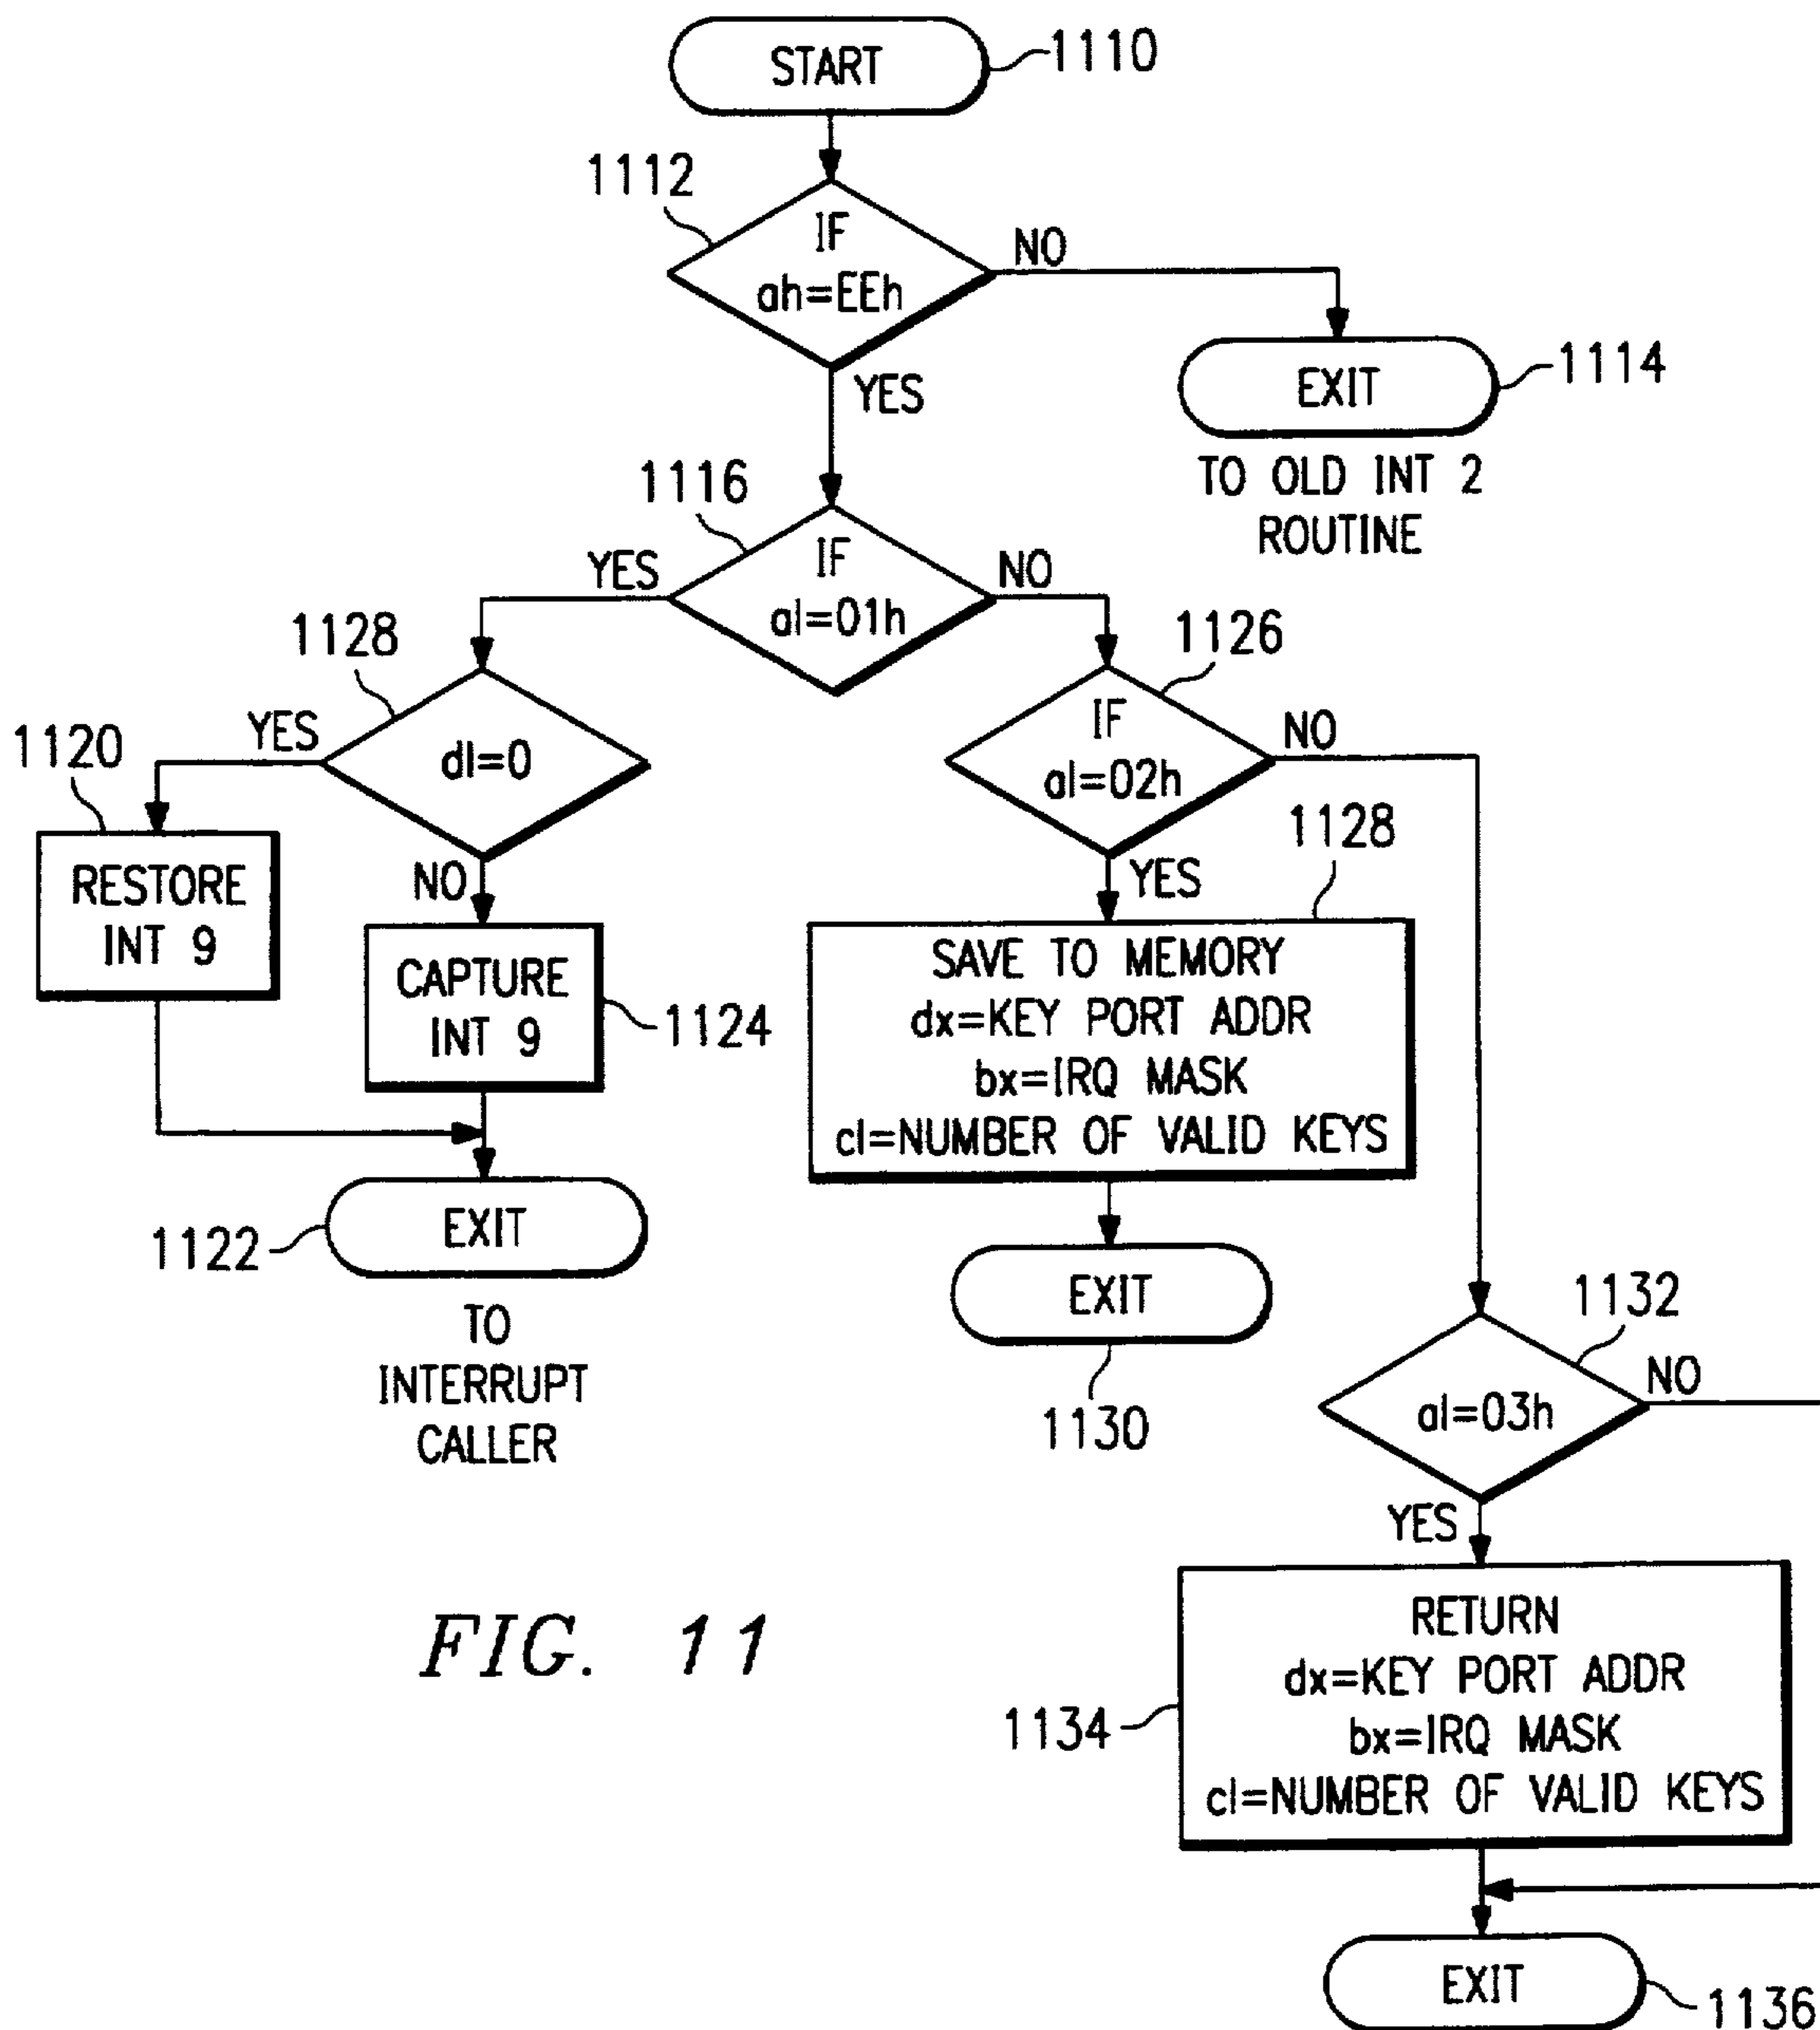 START
1110
1112
IF
ah=EEh
NO
YES
EXIT
1114
TO OLD INT 2
ROUTINE
1116
YES
IF
al=01h
NO
1128
YES
dl=0
NO
1126
IF
al=02h
NO
YES
1120
RESTORE
INT 9
CAPTURE
INT 9
1124
1128
SAVE TO MEMORY
dx=KEY PORT ADDR
bx=IRQ MASK
cl=NUMBER OF VALID KEYS
1122
EXIT
TO
INTERRUPT
CALLER
EXIT
1130
1132
al=03h
NO
YES
1134
RETURN
dx=KEY PORT ADDR
bx=IRQ MASK
cl=NUMBER OF VALID KEYS
EXIT
1136
FIG. 11